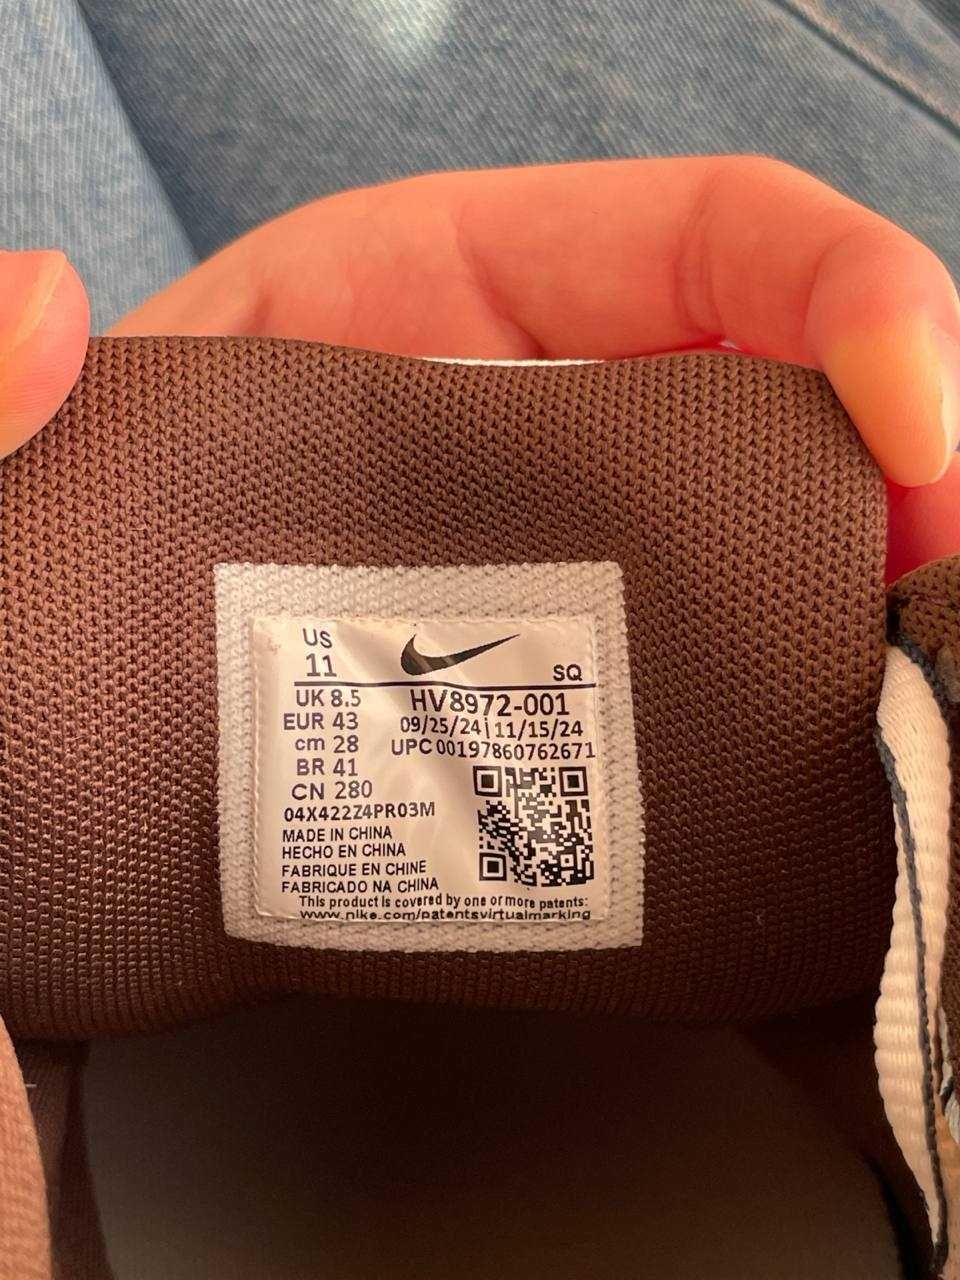 US
11
SQ
UK 8.5
HV8972-001
EUR 43
09/25/24|11/15/24
cm 28
UPC 00197860762671
BR 41
CN 280
04X422Z4PR03M
MADE IN CHINA
HECHO EN CHINA
FABRIQUE EN CHINE
FABRICADO NA CHINA
This product is covered by one or more patents:
www.nike.com/patentsvirtualmarking